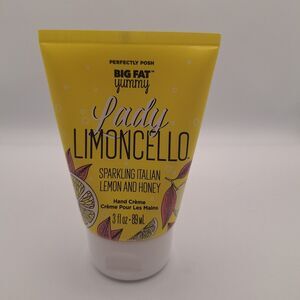 PERFECTLY POSH
BIG FAT
yummy
Lady
LIMONCELLO
SPARKLING ITALIAN
LEMON AND HONEY
Hand Crème
Crème Pour Les Mains
3 fl oz - 89 mL